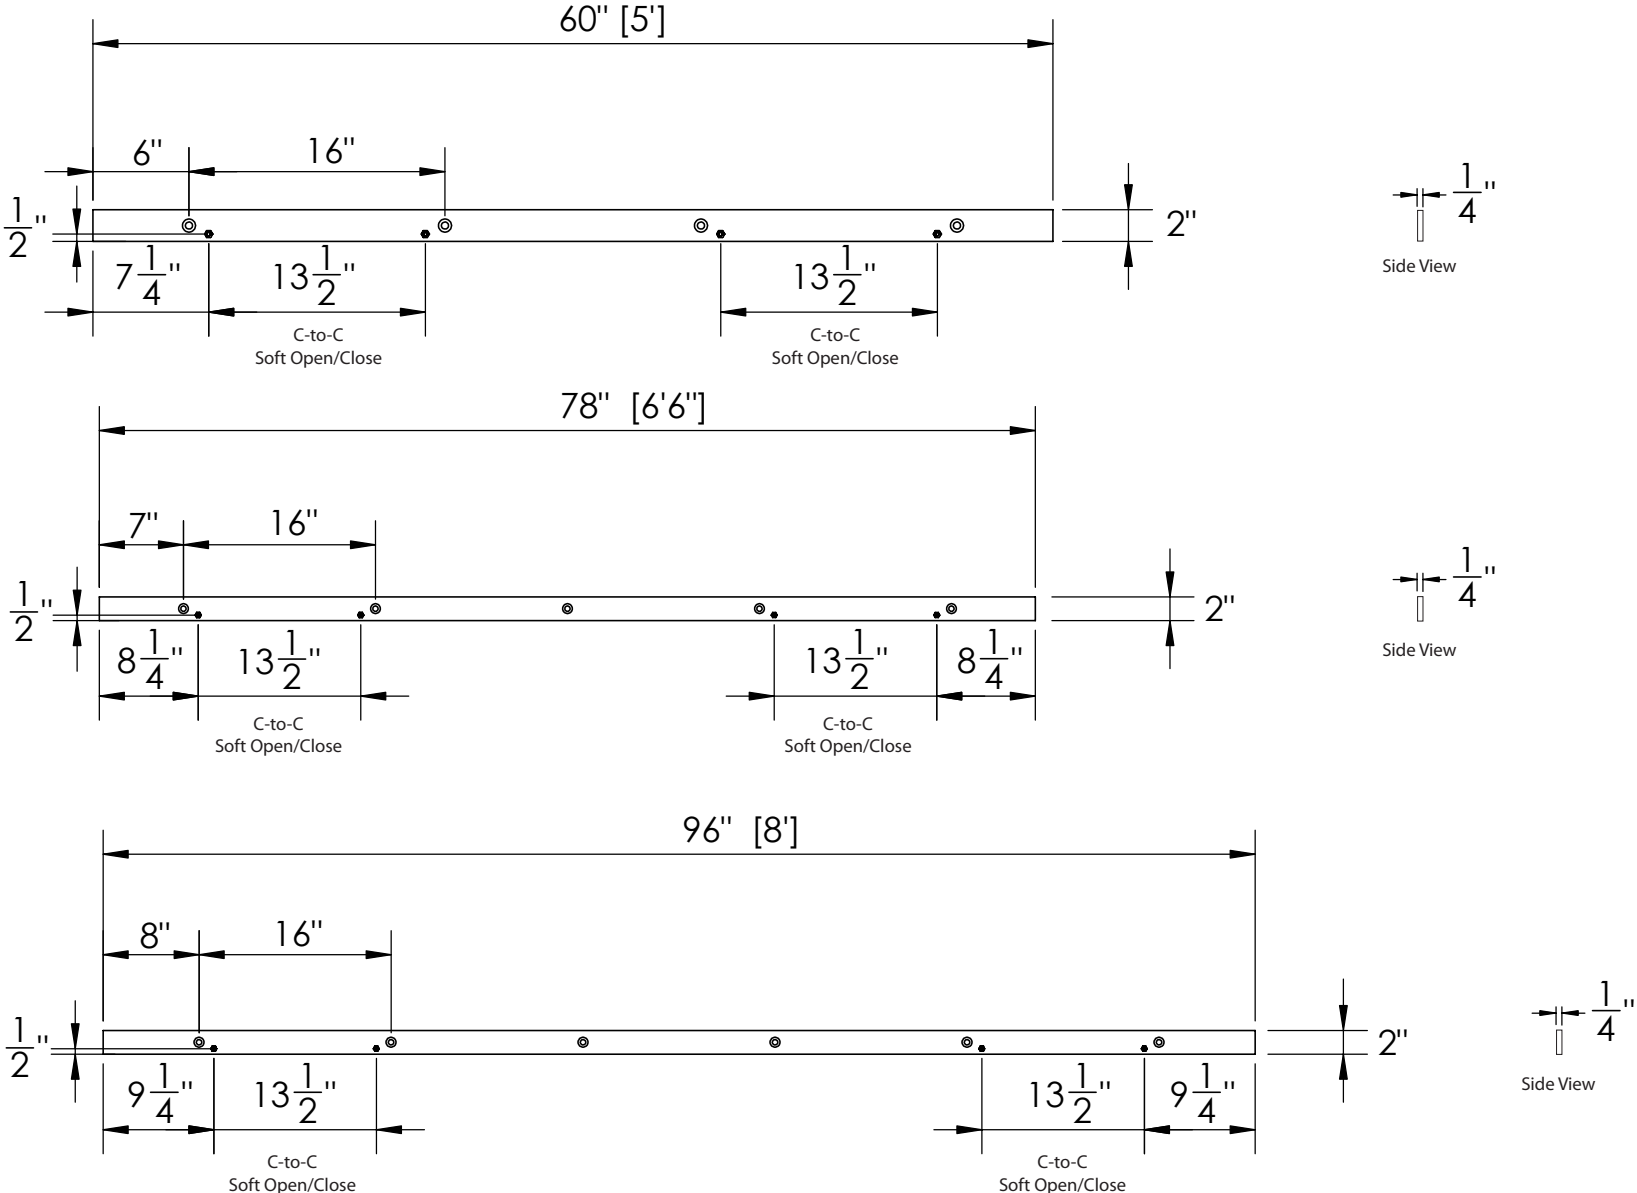 60" [5']
6" 16"
1/2" 2" 1/4"
7 1/4" 13 1/2" 13 1/2" Side View
C-to-C C-to-C
Soft Open/Close Soft Open/Close
78" [6'6"]
7" 16"
1/2" 2" 1/4"
8 1/4" 13 1/2" 13 1/2" 8 1/4" Side View
C-to-C C-to-C
Soft Open/Close Soft Open/Close
96" [8']
8" 16"
1/2" 2" 1/4"
9 1/4" 13 1/2" 13 1/2" 9 1/4" Side View
C-to-C C-to-C
Soft Open/Close Soft Open/Close